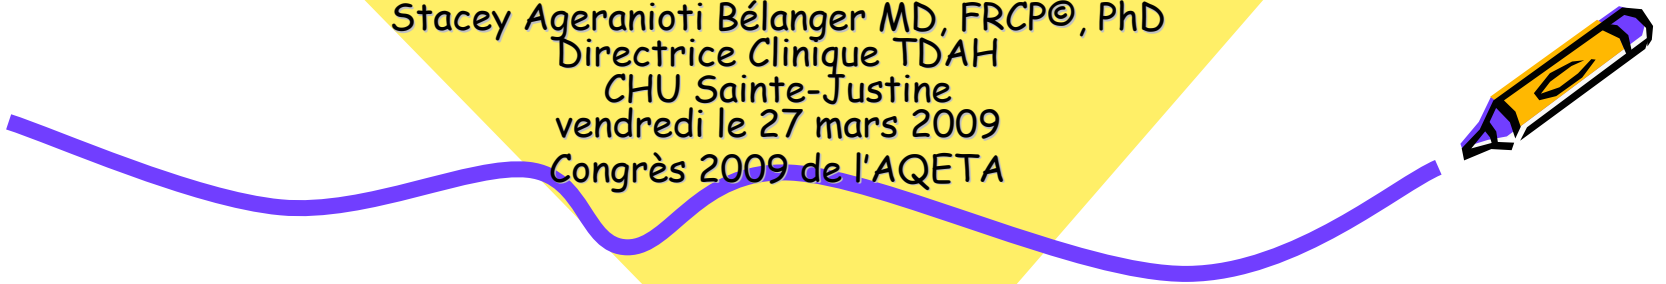 Stacey Ageranioti Bélanger MD, FRCP©, PhD
Directrice Clinique TDAH
CHU Sainte-Justine
vendredi le 27 mars 2009
Congrès 2009 de l'AQETA